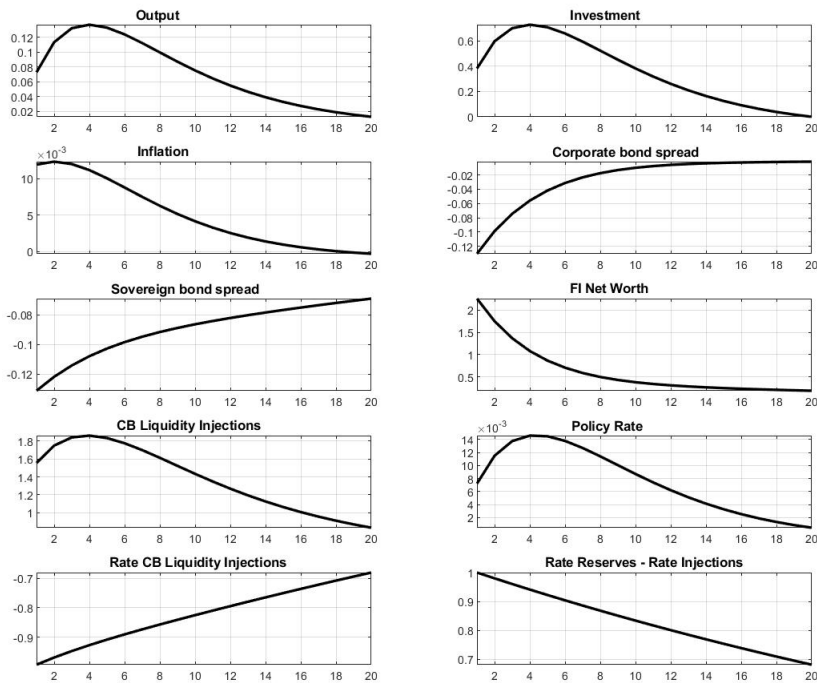 Output
0.12
0.1
0.08
0.06
0.04
0.02
2 4 6 8 10 12 14 16 18 20
Investment
0.6
0.4
0.2
0
2 4 6 8 10 12 14 16 18 20
Inflation
×10⁻³
10
5
0
2 4 6 8 10 12 14 16 18 20
Corporate bond spread
-0.02
-0.04
-0.06
-0.08
-0.1
-0.12
2 4 6 8 10 12 14 16 18 20
Sovereign bond spread
-0.08
-0.1
-0.12
2 4 6 8 10 12 14 16 18 20
FI Net Worth
2
1.5
1
0.5
2 4 6 8 10 12 14 16 18 20
CB Liquidity Injections
1.8
1.6
1.4
1.2
1
2 4 6 8 10 12 14 16 18 20
Policy Rate
×10⁻³
14
12
10
8
6
4
2
2 4 6 8 10 12 14 16 18 20
Rate CB Liquidity Injections
-0.7
-0.8
-0.9
2 4 6 8 10 12 14 16 18 20
Rate Reserves - Rate Injections
1
0.9
0.8
0.7
2 4 6 8 10 12 14 16 18 20